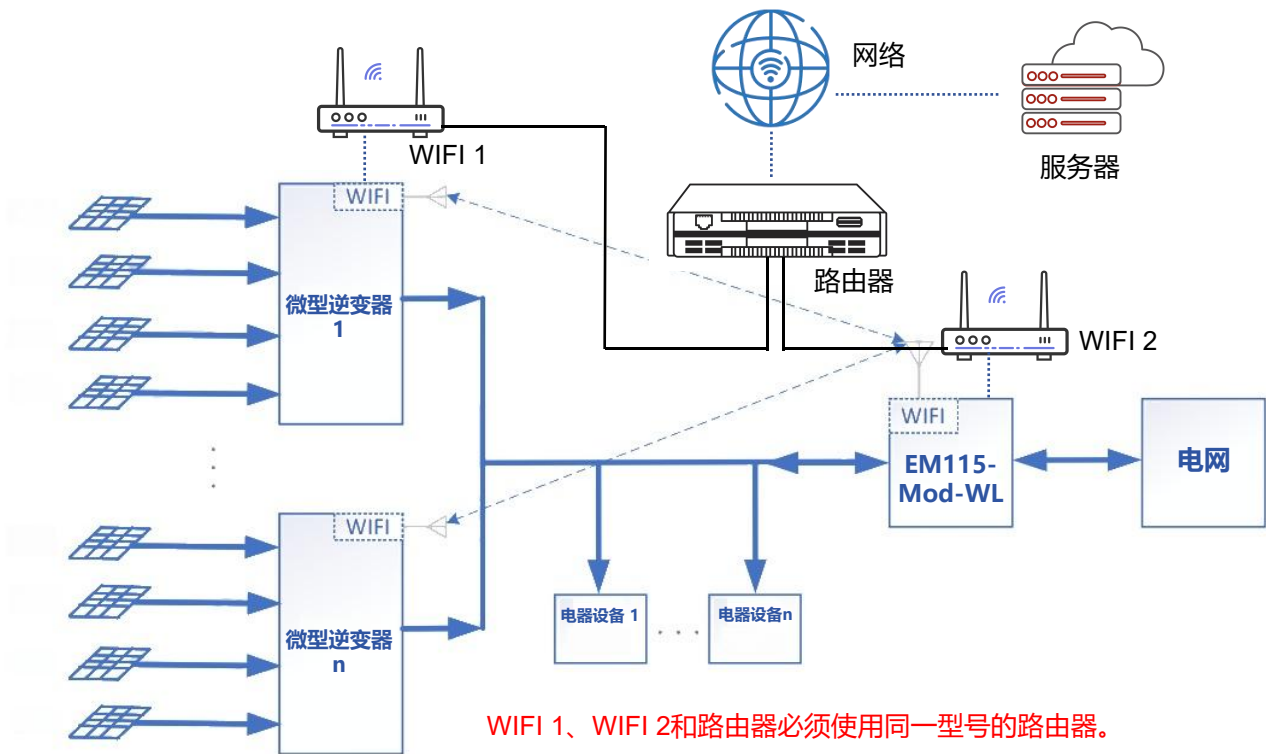 网络
WIFI 1
服务器
WIFI
路由器
微型逆变器
1
WIFI 2
WIFI
EM115-
Mod-WL
电网
WIFI
电器设备 1
电器设备n
微型逆变器
n
WIFI 1、WIFI 2和路由器必须使用同一型号的路由器。